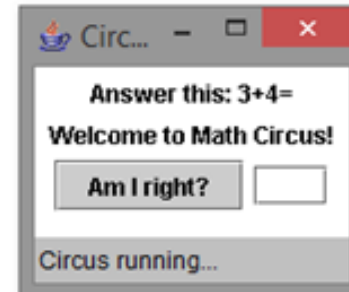 Circ...
Answer this: 3+4=
Welcome to Math Circus!
Am I right?
Circus running...